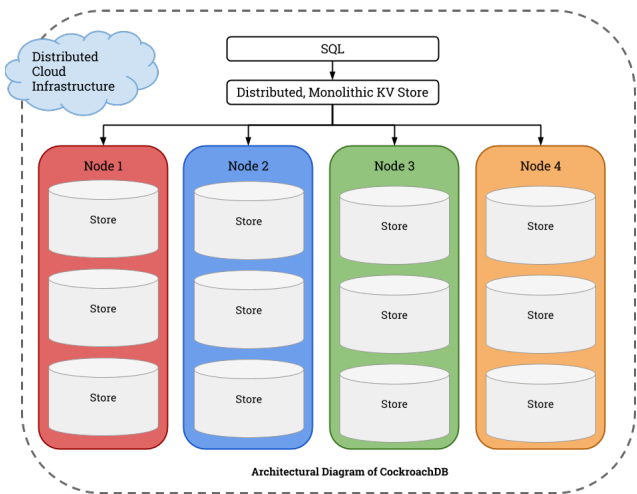 Distributed
Cloud
Infrastructure
SQL
Distributed, Monolithic KV Store
Node 1
Store
Store
Store
Node 2
Store
Store
Store
Node 3
Store
Store
Store
Node 4
Store
Store
Store
Architectural Diagram of CockroachDB